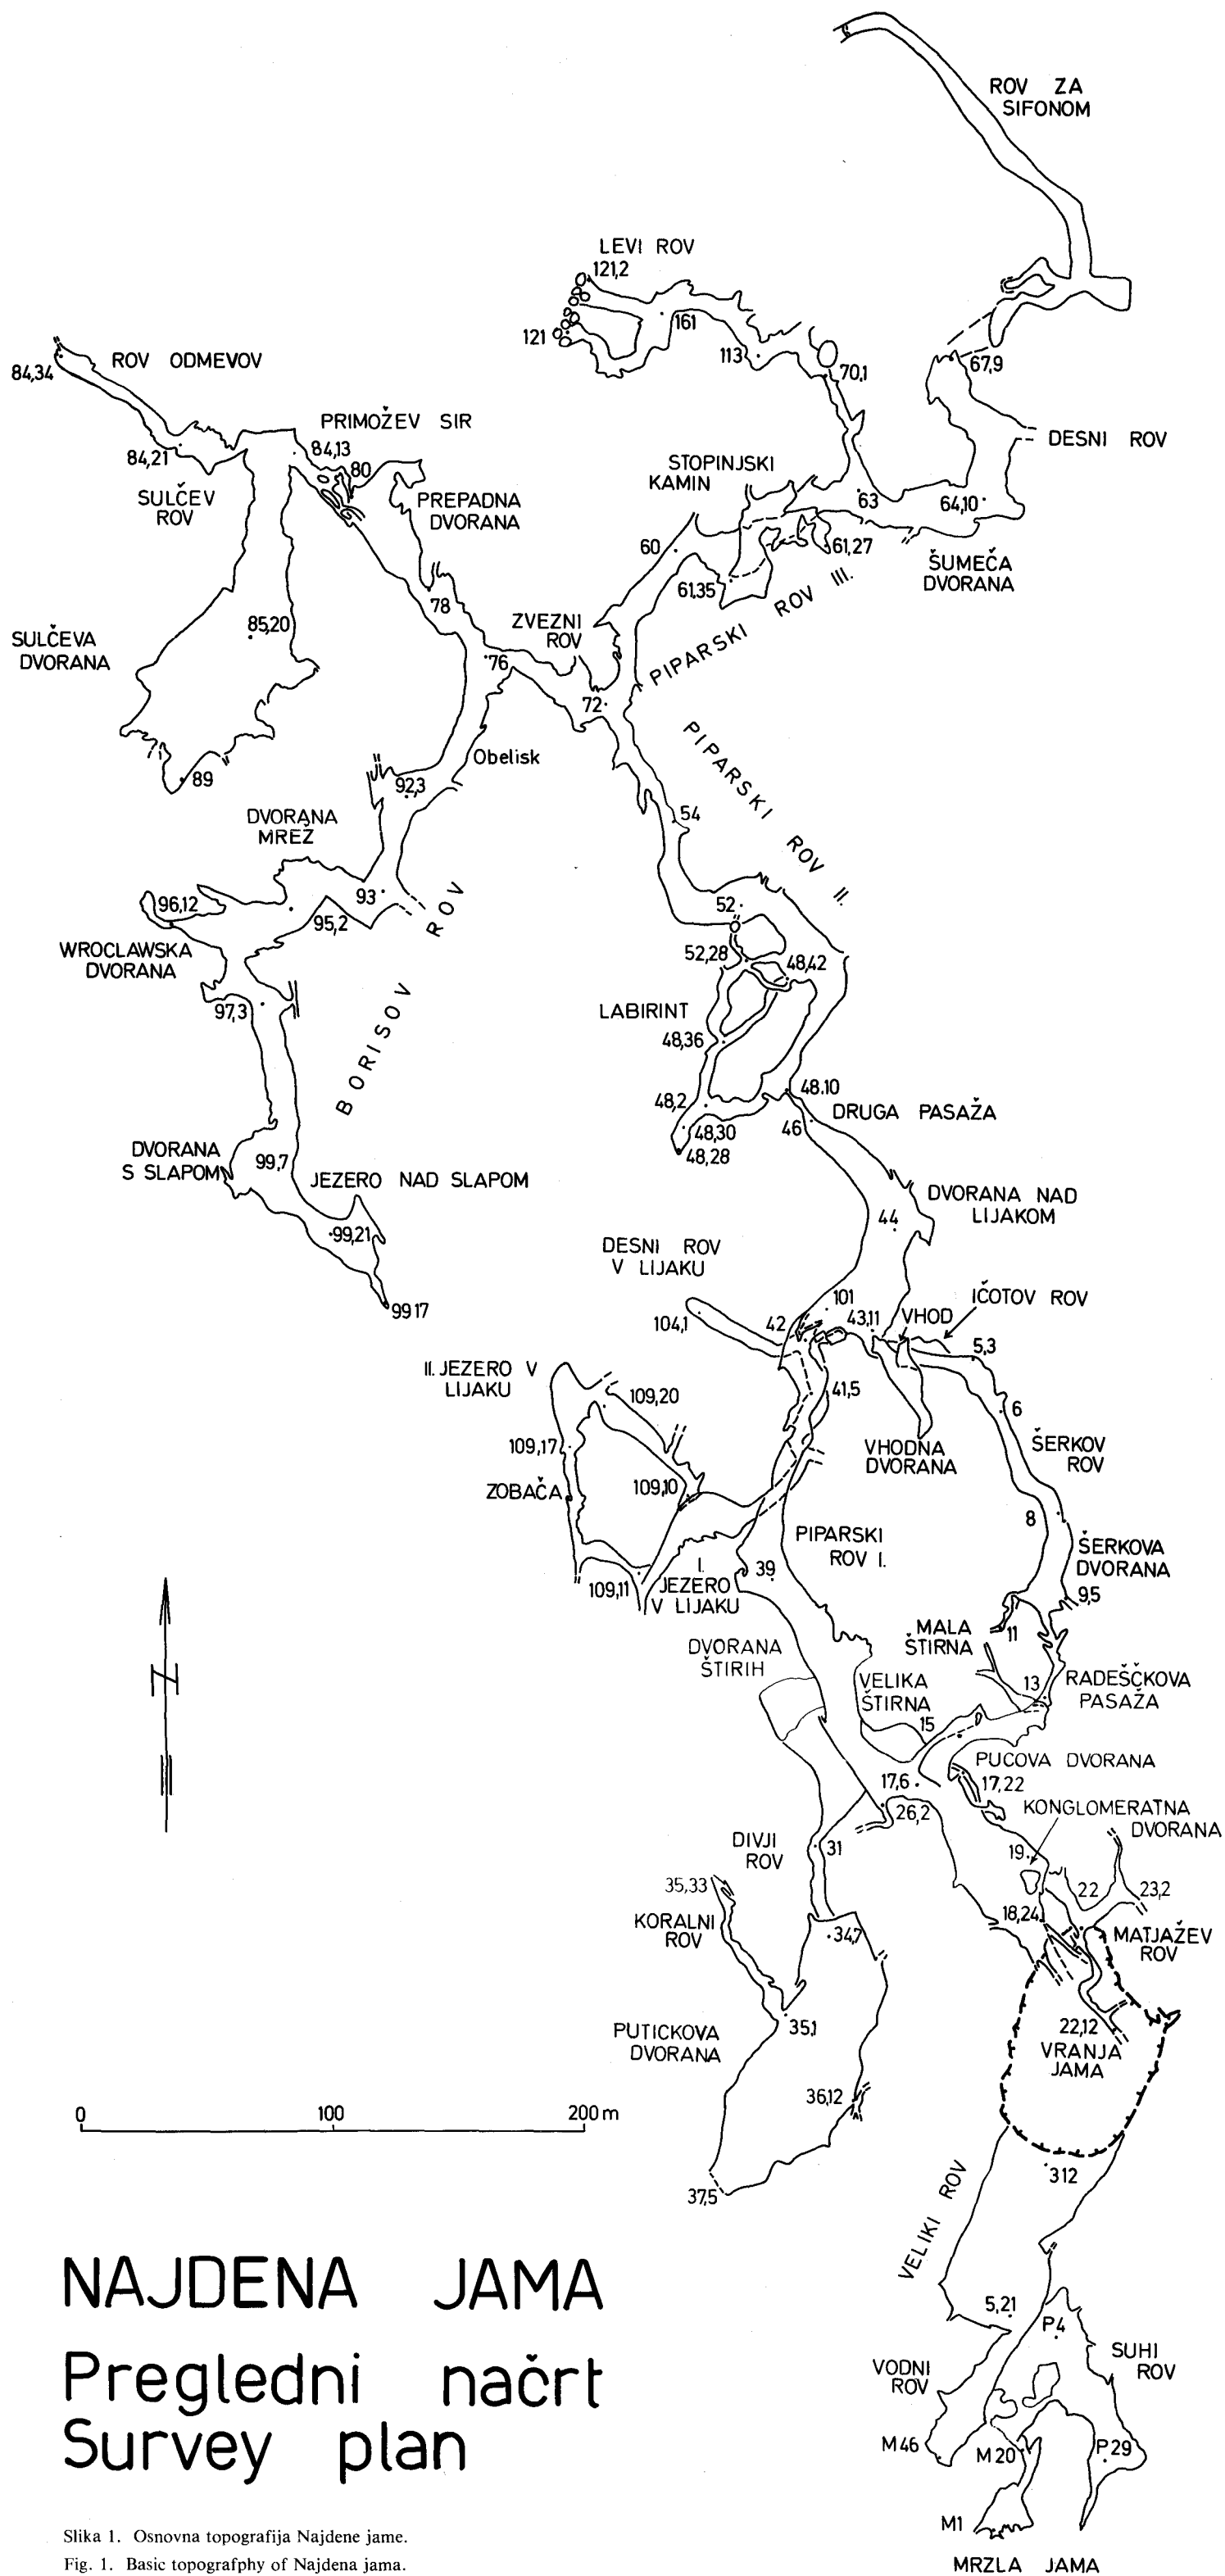 ROV ZA
SIFONOM
LEVI ROV
121,2
161
121
113
70,1
67,9
ROV ODMEVOV
84,34
PRIMOŽEV SIR
84,13
80
84,21
DESNI ROV
STOPINJSKI
KAMIN
SULČEV
ROV
PREPADNA
DVORANA
63
64,10
60
61,27
ŠUMEČA
DVORANA
61,35
78
PIPARSKI ROV III.
ZVEZNI
ROV
85,20
SULČEVA
DVORANA
76
72
Obelisk
89
92,3
PIPARSKI ROV II.
54
DVORANA
MREŽ
93
96,12
95,2
52
WROCLAWSKA
DVORANA
52,28
48,42
BORISOV ROV
97,3
LABIRINT
48,36
48.10
48,2
DRUGA PASAŽA
46
48,30
48,28
DVORANA
S SLAPOM
99,7
JEZERO NAD SLAPOM
DVORANA NAD
LIJAKOM
44
99,21
DESNI ROV
V LIJAKU
9917
IČOTOV ROV
101
104,1
42
43,11
VHOD
5,3
II. JEZERO V
LIJAKU
109,20
41,5
6
109,17
VHODNA
DVORANA
ŠERKOV
ROV
ZOBAČA
109,10
8
PIPARSKI
ROV I.
ŠERKOVA
DVORANA
39
109,11
I.
JEZERO
V LIJAKU
9,5
MALA
ŠTIRNA
11
DVORANA
ŠTIRIH
VELIKA
ŠTIRNA
13
RADEŠČKOVA
PASAŽA
15
PUCOVA DVORANA
17,6
17,22
26,2
KONGLOMERATNA
DVORANA
DIVJI
ROV
31
19
35,33
22
23,2
KORALNI
ROV
18,24
34,7
MATJAŽEV
ROV
PUTICKOVA
DVORANA
35,1
22,12
VRANJA
JAMA
36,12
0 100 200 m
312
37,5
VELIKI ROV
NAJDENA JAMA
5,21
P4
SUHI
ROV
VODNI
ROV
Pregledni načrt
Survey plan
M46
M20
P29
M1
MRZLA JAMA
Slika 1. Osnovna topografija Najdene jame.
Fig. 1. Basic topografphy of Najdena jama.